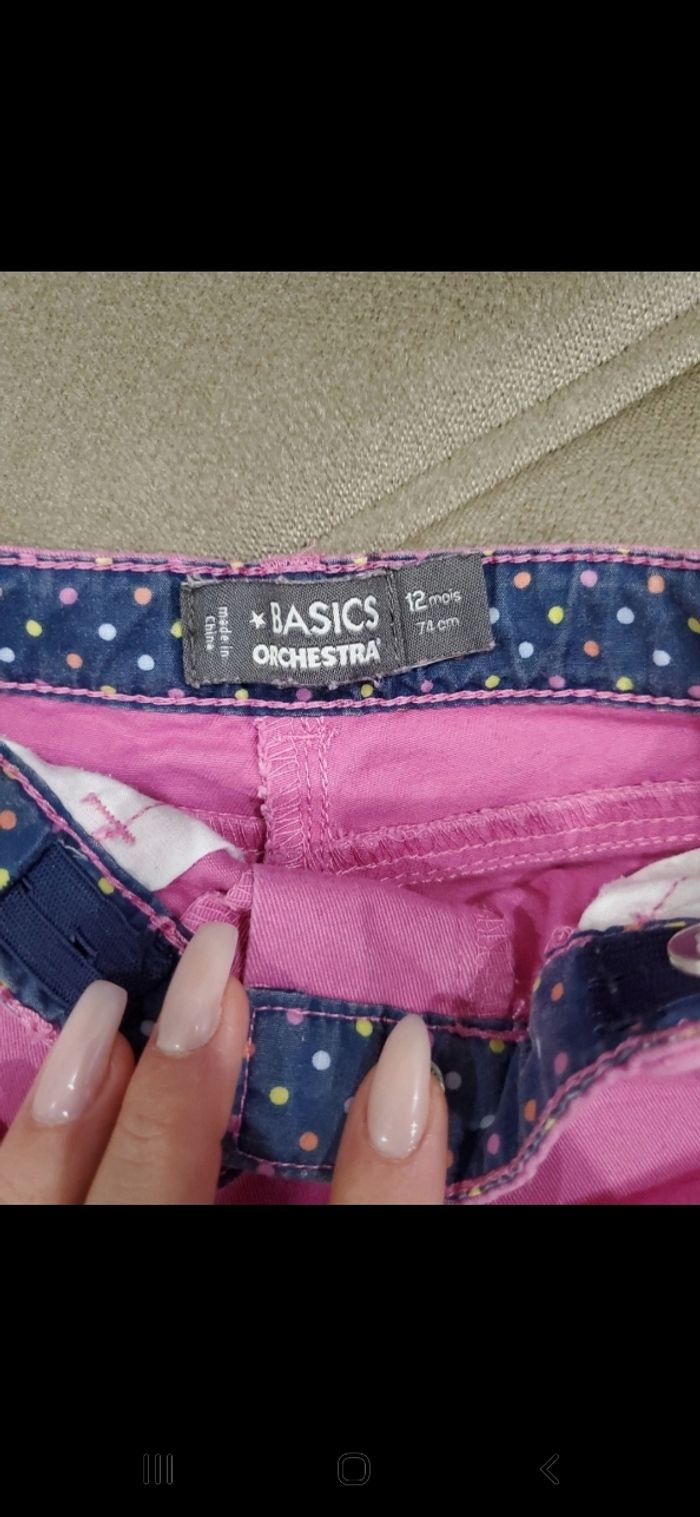 made in
China
BASICS
ORCHESTRA®
12 mois
74 cm